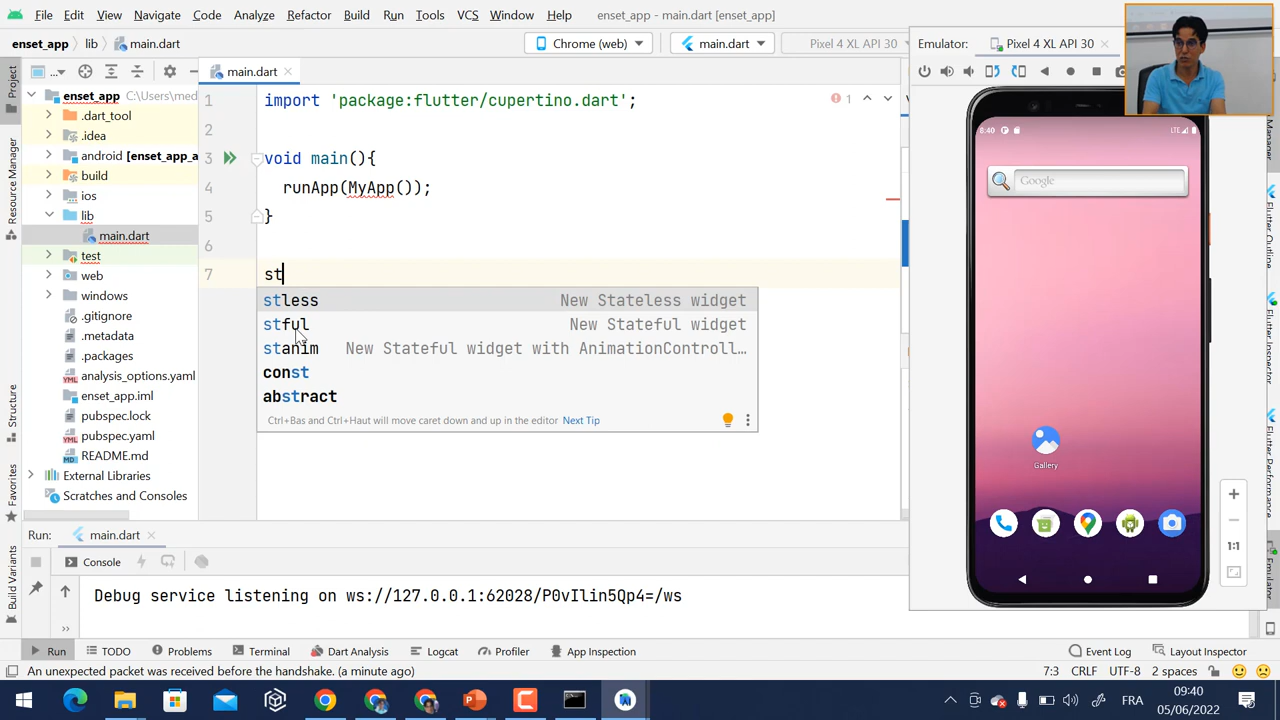 File Edit View Navigate Code Analyze Refactor Build Run Tools VCS Window Help enset_app - main.dart [enset_app]
enset_app lib main.dart Chrome (web) main.dart Pixel 4 XL API 30
Emulator: Pixel 4 XL API 30
Project
Resource Manager
Structure
Favorites
Build Variants
...
enset_app C:\Users\med
.dart_tool
.idea
android [enset_app_a
build
ios
lib
main.dart
test
web
windows
.gitignore
.metadata
.packages
analysis_options.yaml
enset_app.iml
pubspec.lock
pubspec.yaml
README.md
External Libraries
Scratches and Consoles
main.dart
1 import 'package:flutter/cupertino.dart';
1
2
3 void main(){
4 runApp(MyApp());
5 }
6
7 st
stless New Stateless widget
stful New Stateful widget
stanim New Stateful widget with AnimationControll…
const
abstract
Ctrl+Bas and Ctrl+Haut will move caret down and up in the editor Next Tip
8:40 LTE
Google
Gallery
1:1
Flutter Outline
Flutter Inspector
Flutter Performance
Run: main.dart
Console
Debug service listening on ws://127.0.0.1:62028/P0vIlin5Qp4=/ws
Run TODO Problems Terminal Dart Analysis Logcat Profiler App Inspection Event Log Layout Inspector
An unexpected packet was received before the handshake. (a minute ago) 7:3 CRLF UTF-8 2 spaces
FRA
09:40
05/06/2022